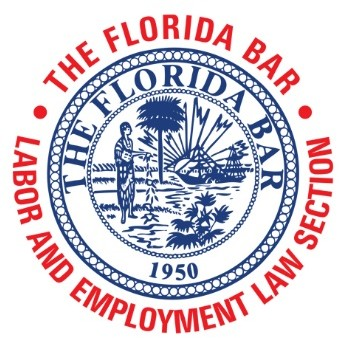 • THE FLORIDA BAR •
LABOR AND EMPLOYMENT LAW SECTION
THE FLORIDA BAR
1950